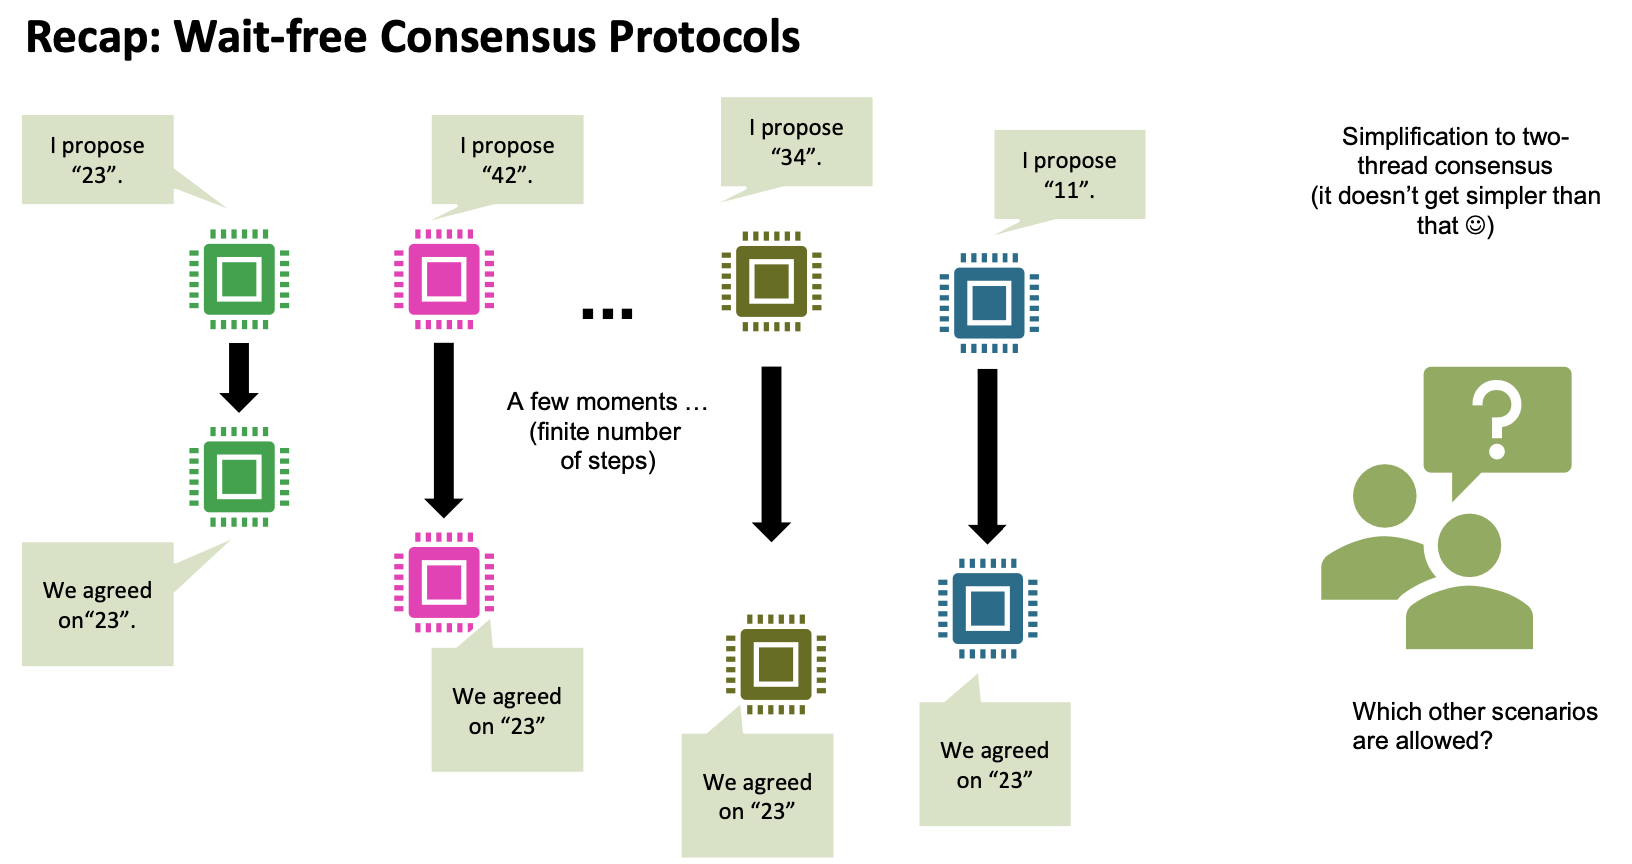 Recap: Wait-free Consensus Protocols
I propose
“23”.
I propose
“42”.
I propose
“34”.
I propose
“11”.
Simplification to two-
thread consensus
(it doesn’t get simpler than
that ☺)
...
A few moments …
(finite number
of steps)
?
We agreed
on“23”.
We agreed
on “23”
We agreed
on “23”
We agreed
on “23”
Which other scenarios
are allowed?